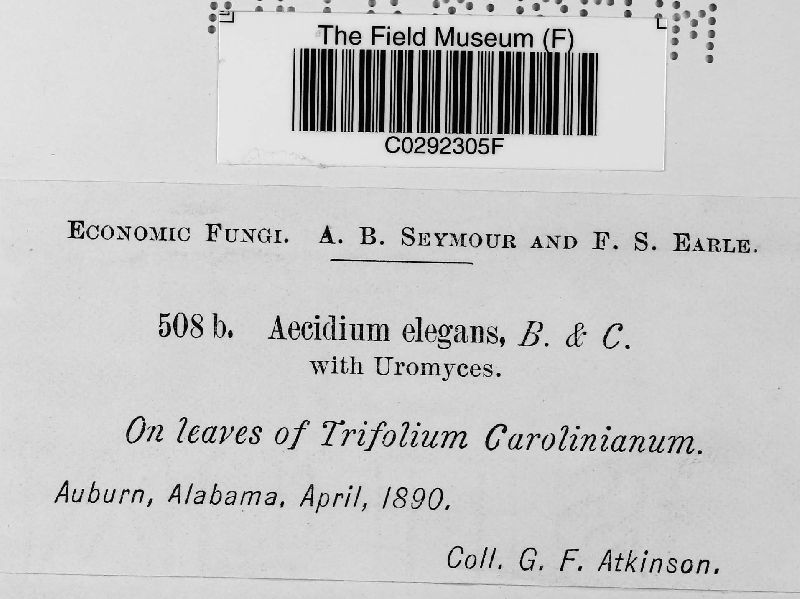 The Field Museum (F)
C0292305F
Economic Fungi. A. B. Seymour and F. S. Earle.
508 b. Aecidium elegans, B. & C.
with Uromyces.
On leaves of Trifolium Carolinianum.
Auburn, Alabama, April, 1890.
Coll. G. F. Atkinson.